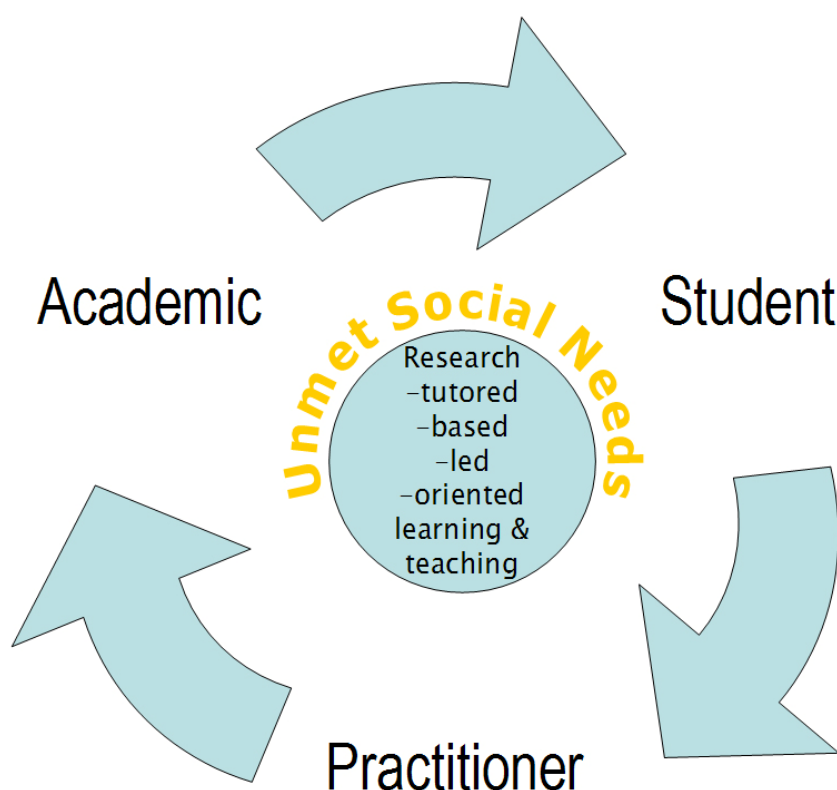 Academic
Student
Unmet Social Needs
Research
-tutored
-based
-led
-oriented
learning &
teaching
Practitioner